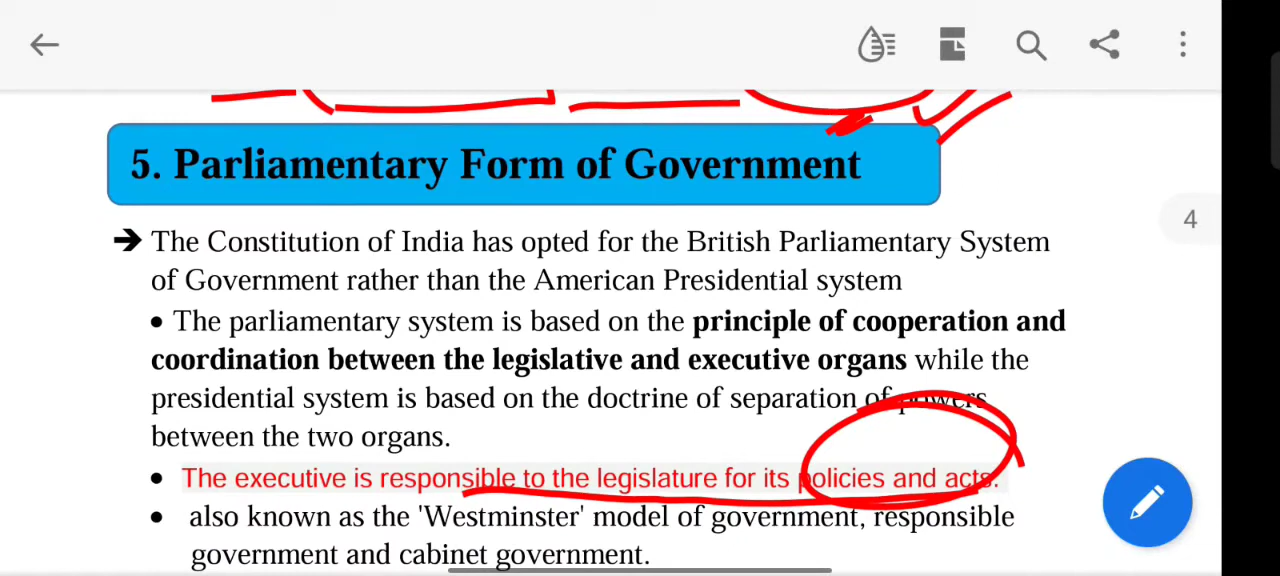 5. Parliamentary Form of Government
4
➔ The Constitution of India has opted for the British Parliamentary System
of Government rather than the American Presidential system
• The parliamentary system is based on the principle of cooperation and
coordination between the legislative and executive organs while the
presidential system is based on the doctrine of separation of powers
between the two organs.
• The executive is responsible to the legislature for its policies and acts.
• also known as the 'Westminster' model of government, responsible
government and cabinet government.